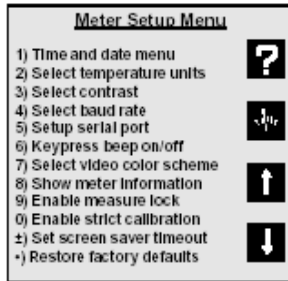 Meter Setup Menu
1) Time and date menu
2) Select temperature units
3) Select contrast
4) Select baud rate
5) Setup serial port
6) Keypress beep on/off
7) Select video color scheme
8) Show meter information
9) Enable measure lock
0) Enable strict calibration
±) Set screen saver timeout
•) Restore factory defaults
?